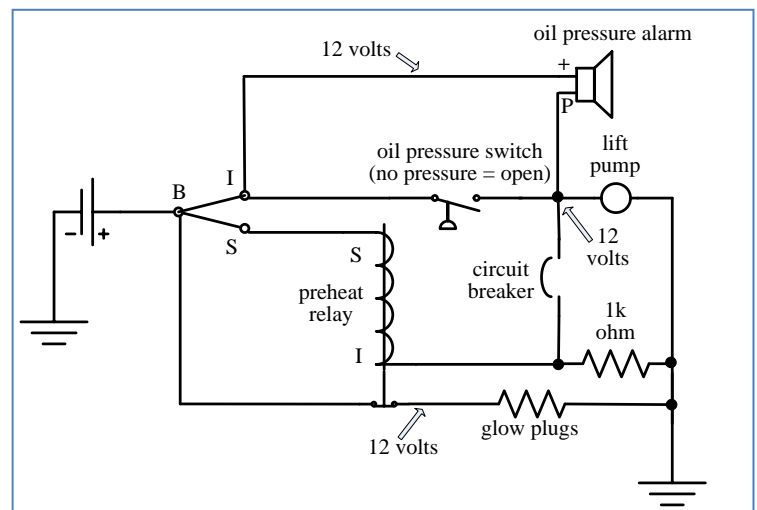 oil pressure alarm
12 volts
+
P
oil pressure switch
(no pressure = open)
lift
pump
B
I
S
- +
12
volts
S
preheat
relay
I
circuit
breaker
1k
ohm
glow plugs
12 volts